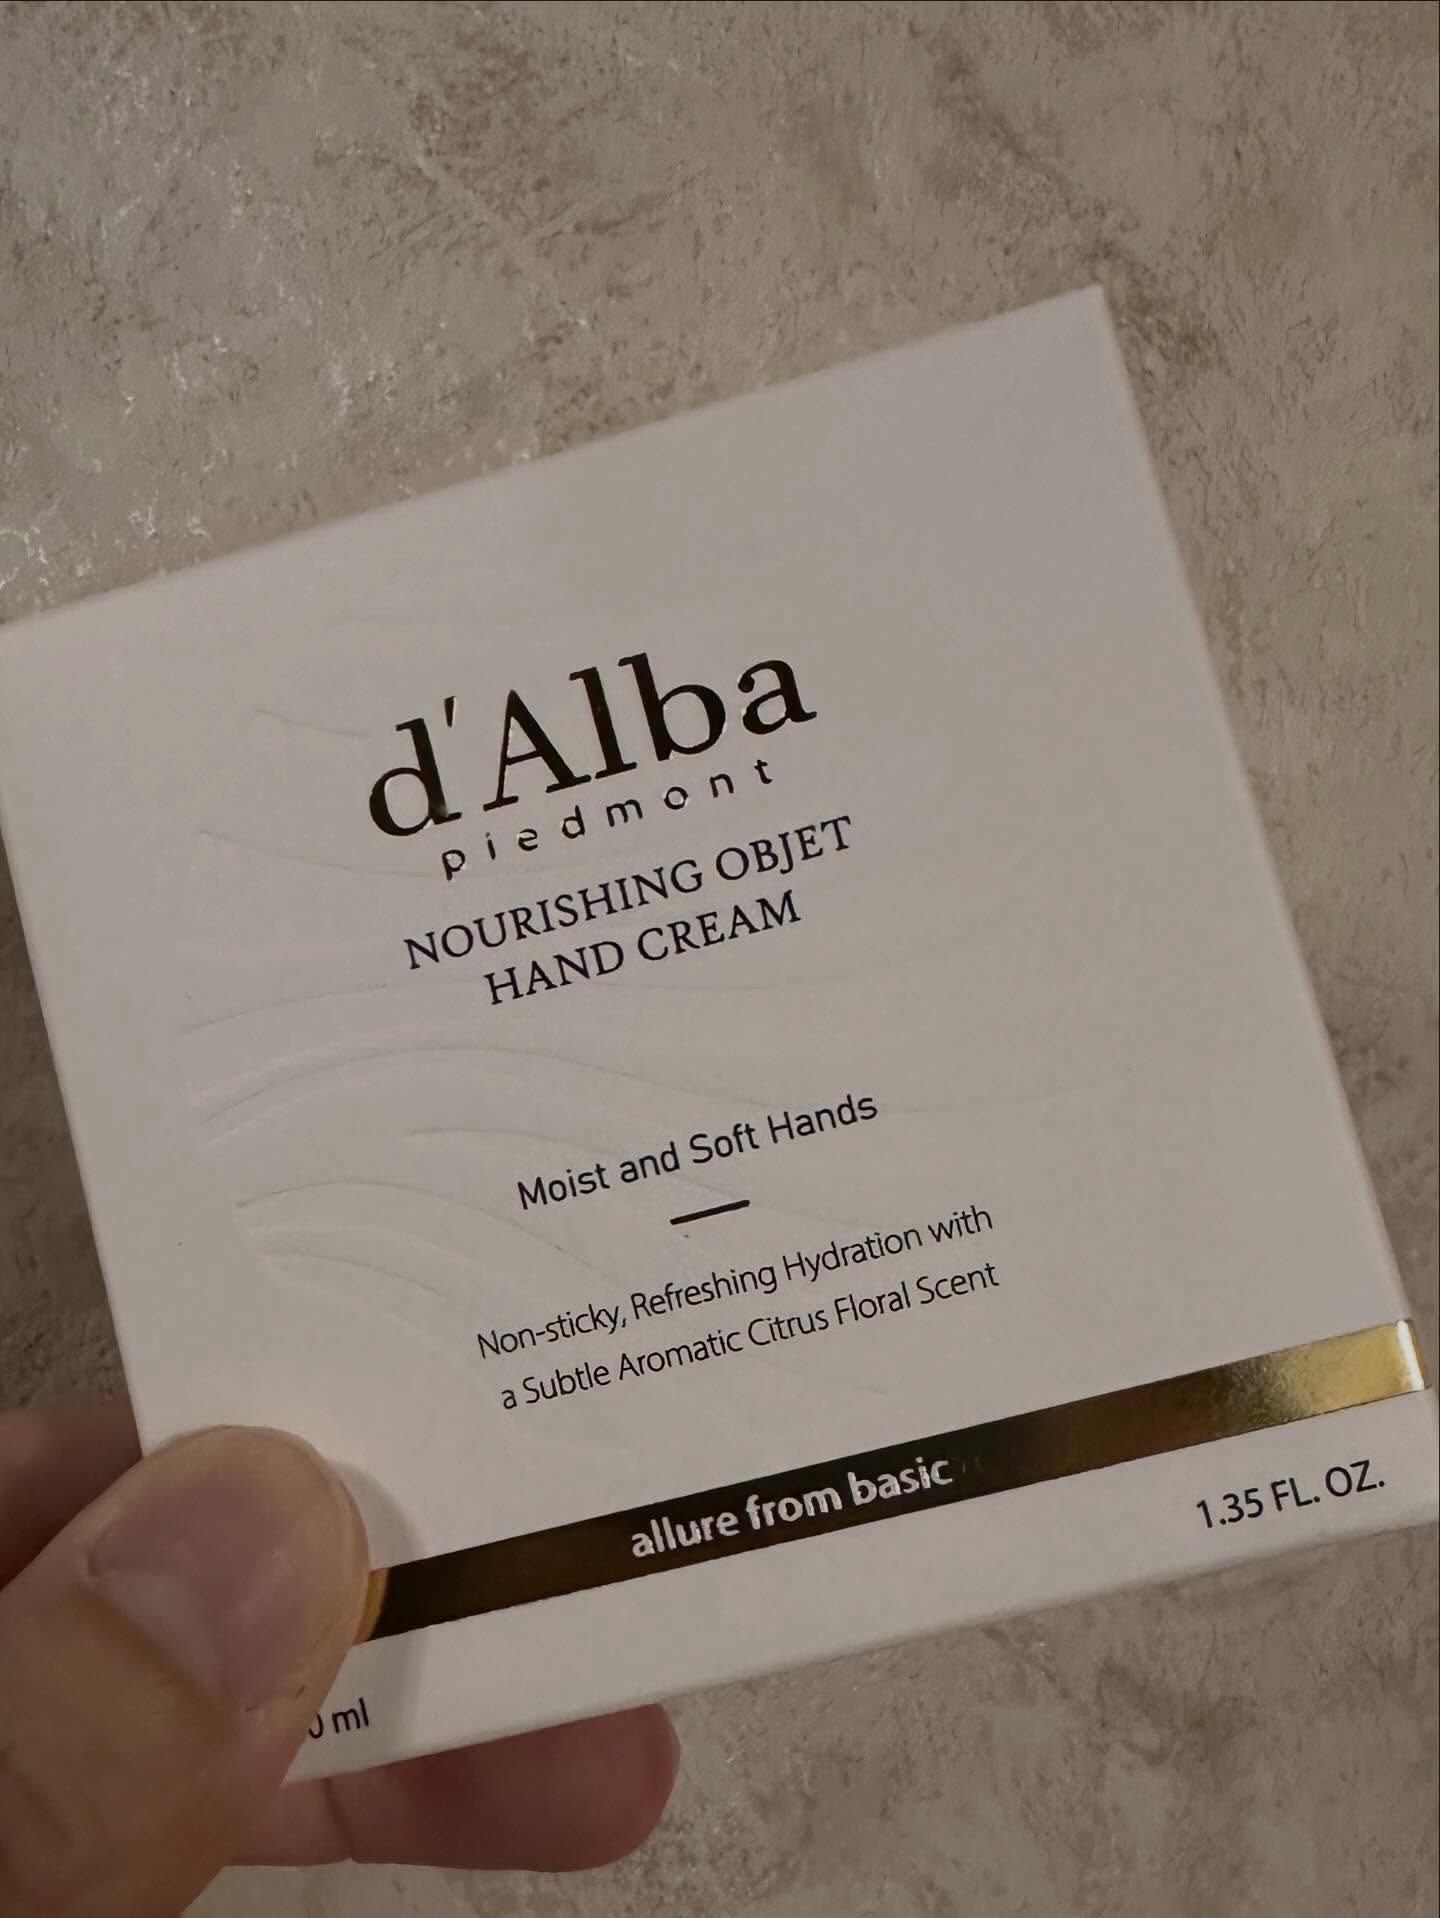 d'Alba
piedmont
NOURISHING OBJET
HAND CREAM
Moist and Soft Hands
Non-sticky, Refreshing Hydration with
a Subtle Aromatic Citrus Floral Scent
allure from basic
ml
1.35 FL. OZ.